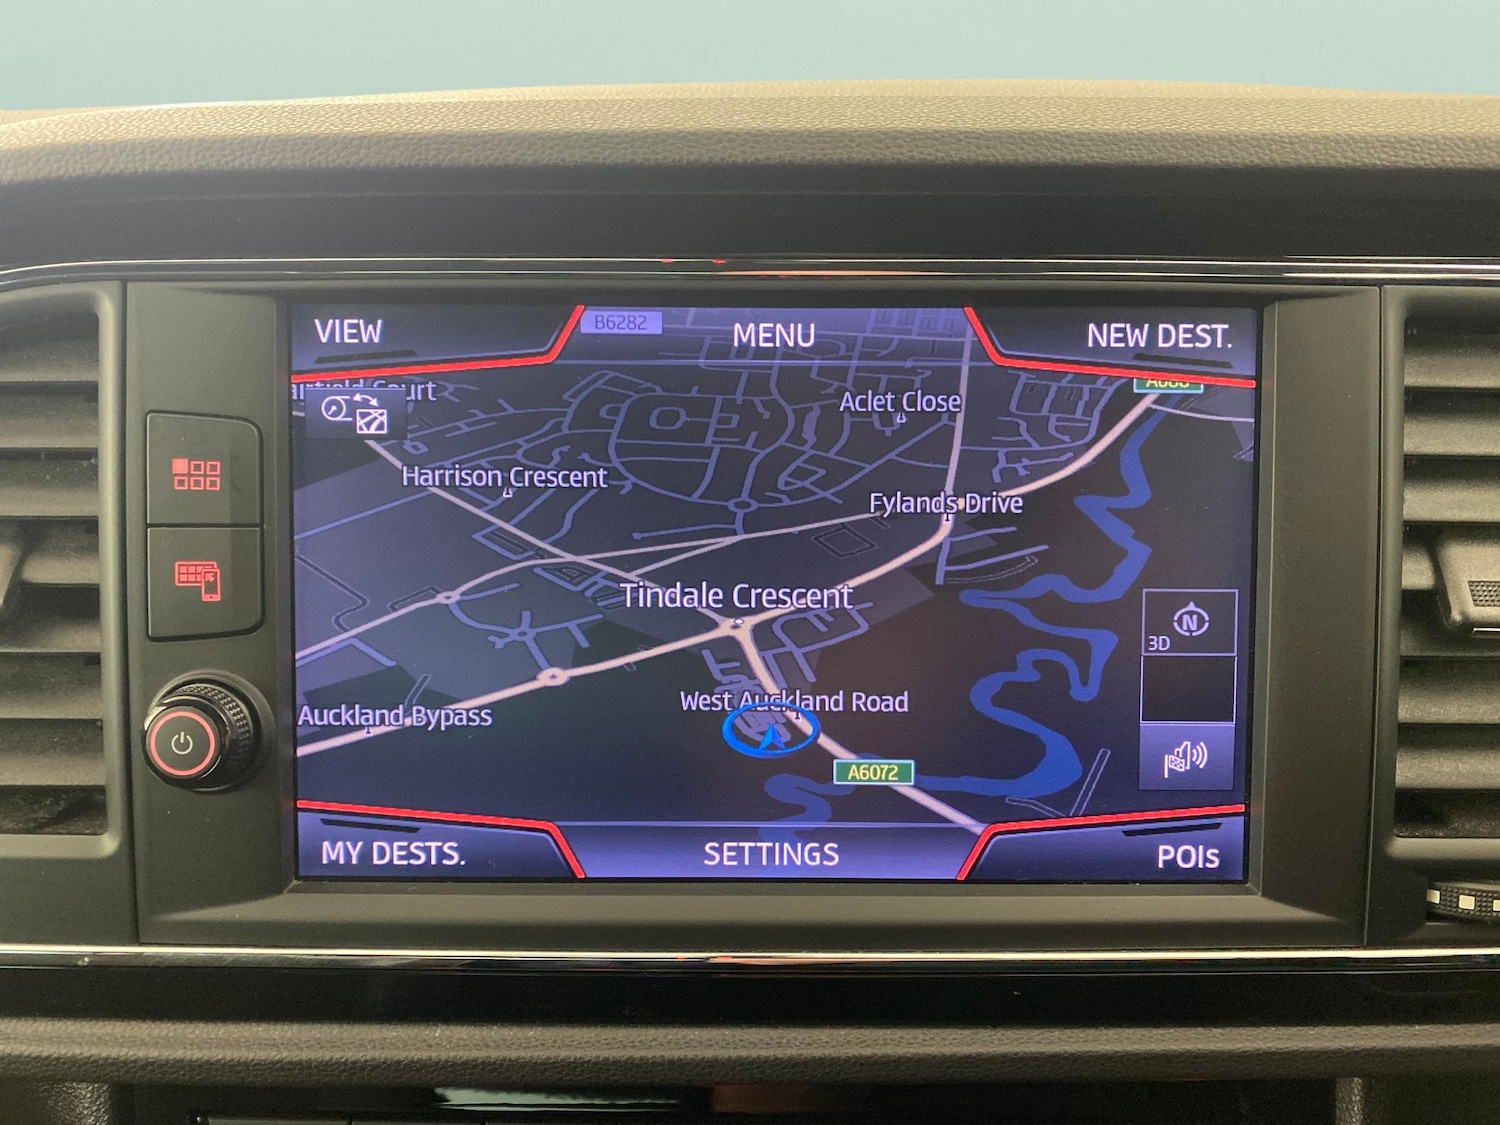 VIEW
B6282
MENU
NEW DEST.
Court
Aclet Close
Harrison Crescent
Fylands Drive
Tindale Crescent
N
3D
West Auckland Road
Auckland Bypass
A6072
MY DESTS.
SETTINGS
POIs